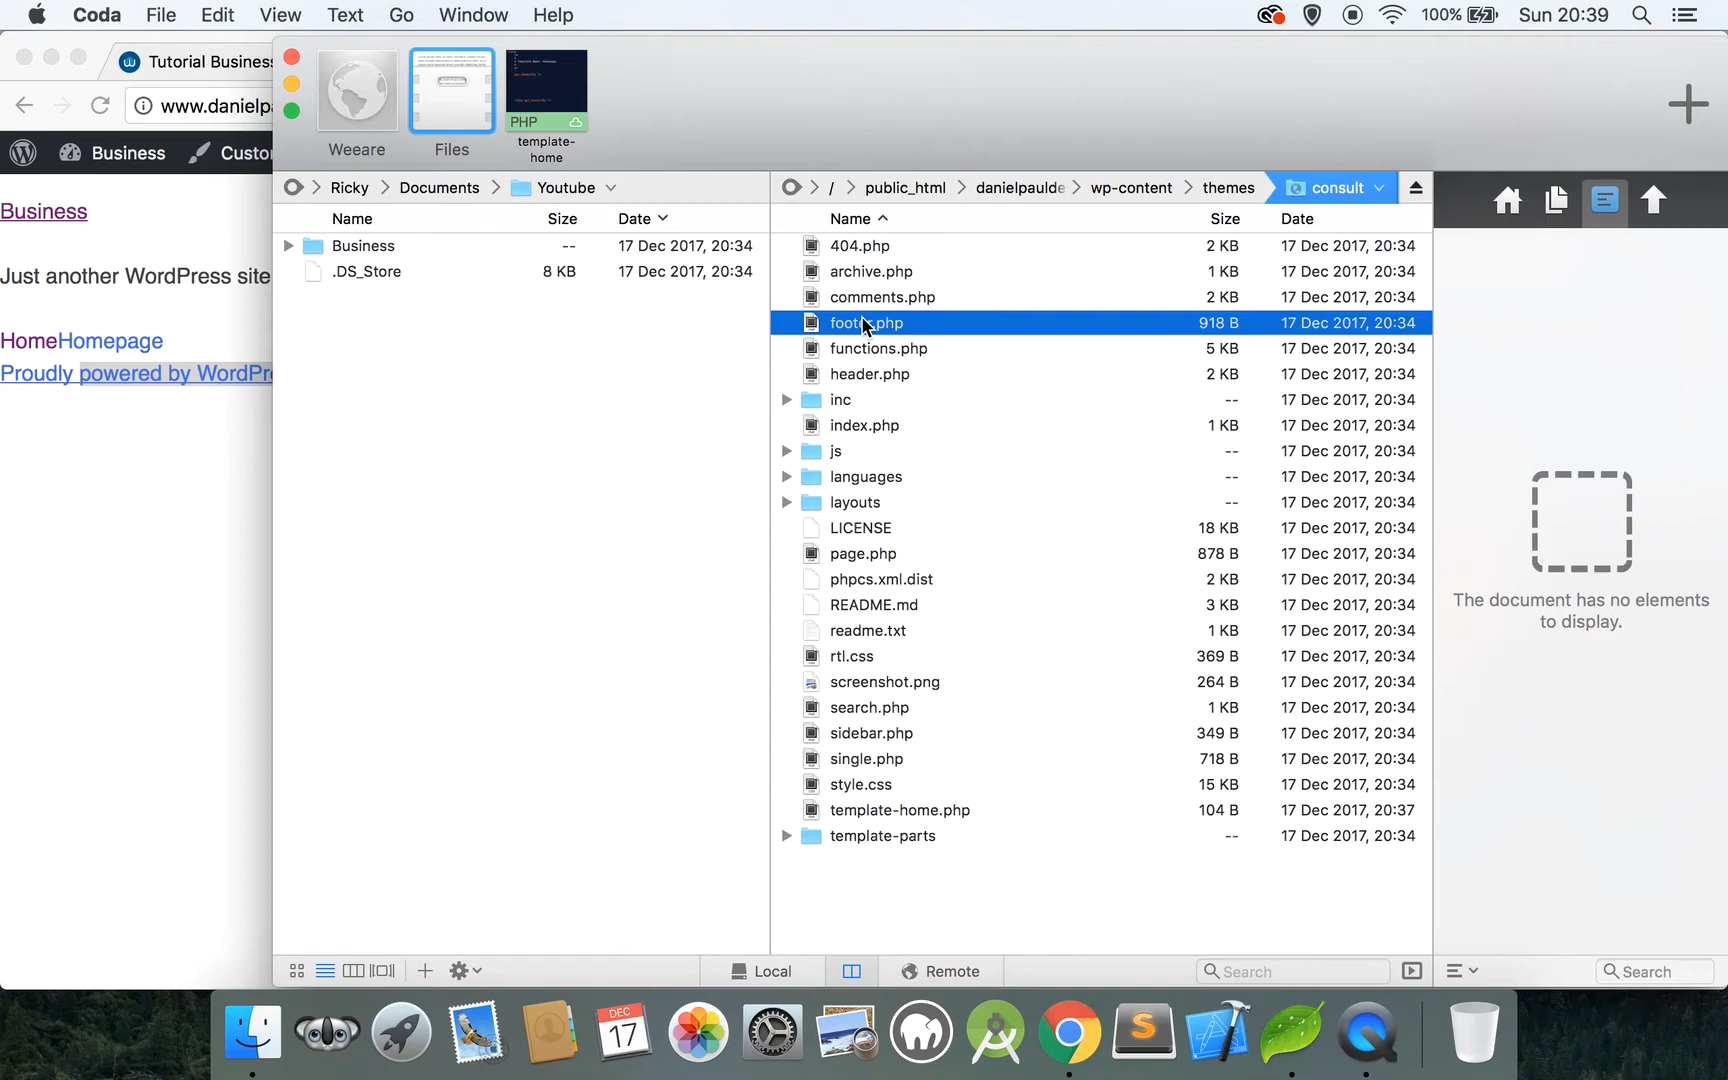 Coda File Edit View Text Go Window Help 100% Sun 20:39
Tutorial Business
www.danielpa
Business Custo
Business
Just another WordPress site
HomeHomepage
Proudly powered by WordPre
PHP
Weeare Files template-home
Ricky Documents Youtube
Name Size Date
Business -- 17 Dec 2017, 20:34
.DS_Store 8 KB 17 Dec 2017, 20:34
/ public_html danielpaulde wp-content themes consult
Name Size Date
404.php 2 KB 17 Dec 2017, 20:34
archive.php 1 KB 17 Dec 2017, 20:34
comments.php 2 KB 17 Dec 2017, 20:34
footer.php 918 B 17 Dec 2017, 20:34
functions.php 5 KB 17 Dec 2017, 20:34
header.php 2 KB 17 Dec 2017, 20:34
inc -- 17 Dec 2017, 20:34
index.php 1 KB 17 Dec 2017, 20:34
js -- 17 Dec 2017, 20:34
languages -- 17 Dec 2017, 20:34
layouts -- 17 Dec 2017, 20:34
LICENSE 18 KB 17 Dec 2017, 20:34
page.php 878 B 17 Dec 2017, 20:34
phpcs.xml.dist 2 KB 17 Dec 2017, 20:34
README.md 3 KB 17 Dec 2017, 20:34
readme.txt 1 KB 17 Dec 2017, 20:34
rtl.css 369 B 17 Dec 2017, 20:34
screenshot.png 264 B 17 Dec 2017, 20:34
search.php 1 KB 17 Dec 2017, 20:34
sidebar.php 349 B 17 Dec 2017, 20:34
single.php 718 B 17 Dec 2017, 20:34
style.css 15 KB 17 Dec 2017, 20:34
template-home.php 104 B 17 Dec 2017, 20:37
template-parts -- 17 Dec 2017, 20:34
The document has no elements
to display.
Local Remote Search Search
DEC
17